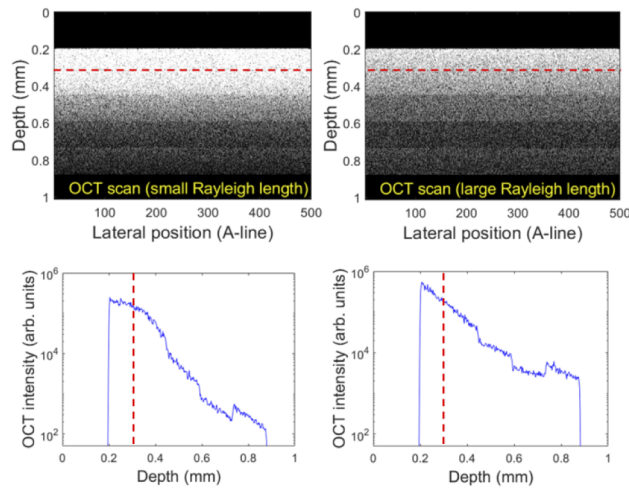 0
0.2
0.4
0.6
0.8
1
Depth (mm)
OCT scan (small Rayleigh length)
100 200 300 400 500
Lateral position (A-line)
0
0.2
0.4
0.6
0.8
1
Depth (mm)
OCT scan (large Rayleigh length)
100 200 300 400 500
Lateral position (A-line)
10^6
10^4
10^2
OCT intensity (arb. units)
0 0.2 0.4 0.6 0.8 1
Depth (mm)
10^6
10^4
10^2
OCT intensity (arb. units)
0 0.2 0.4 0.6 0.8 1
Depth (mm)